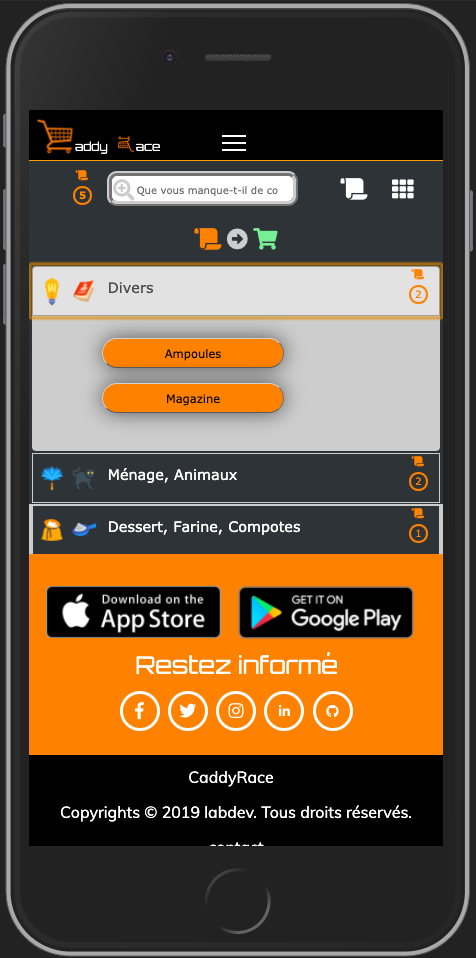 addy ace
5
Que vous manque-t-il de co
Divers
2
Ampoules
Magazine
Ménage, Animaux
2
Dessert, Farine, Compotes
1
Download on the
App Store
GET IT ON
Google Play
Restez informé
in
CaddyRace
Copyrights © 2019 labdev. Tous droits réservés.
contact